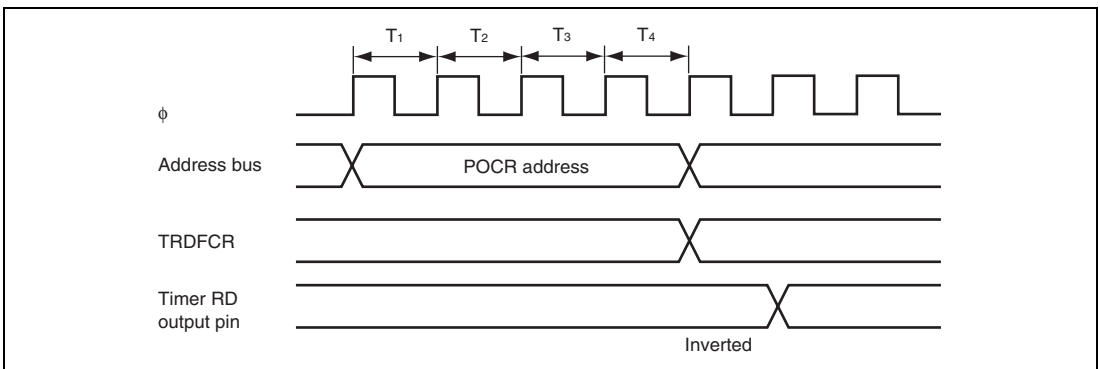 T1 T2 T3 T4
ϕ
Address bus
POCR address
TRDFCR
Timer RD
output pin
Inverted